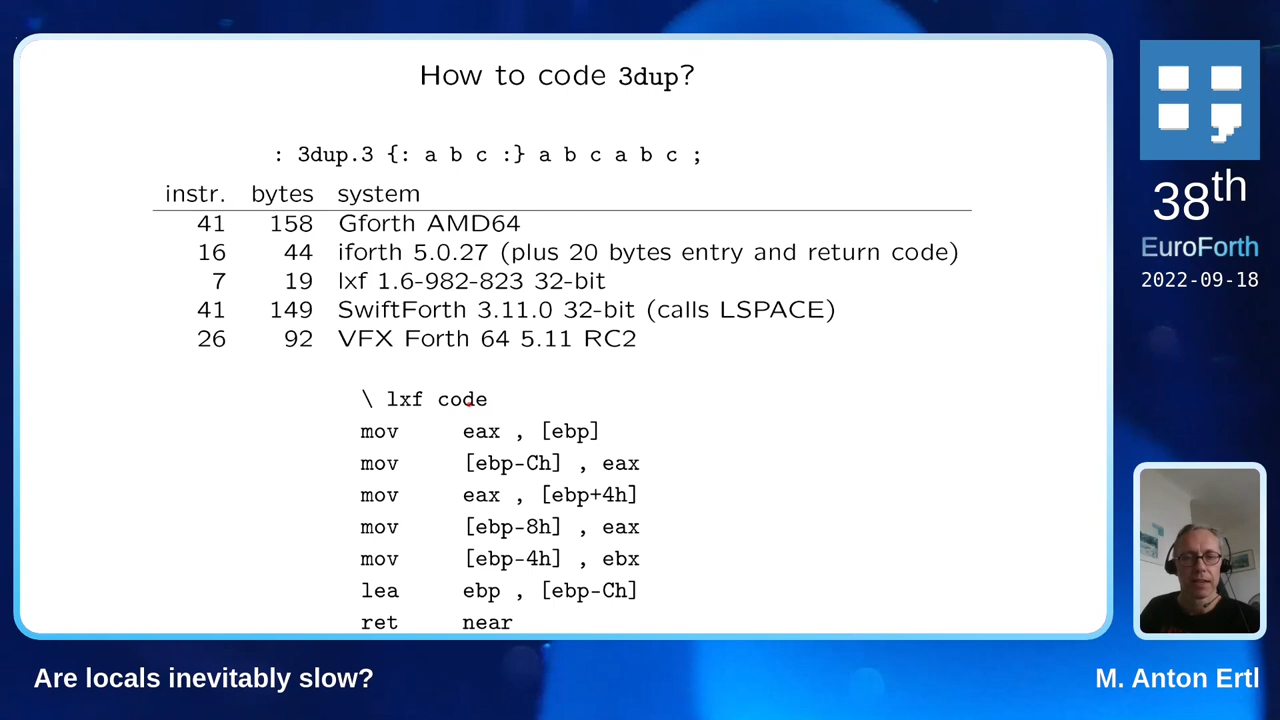 How to code 3dup?
: 3dup.3 {: a b c :} a b c a b c ;
instr. bytes system
41 158 Gforth AMD64
16 44 iforth 5.0.27 (plus 20 bytes entry and return code)
7 19 lxf 1.6-982-823 32-bit
41 149 SwiftForth 3.11.0 32-bit (calls LSPACE)
26 92 VFX Forth 64 5.11 RC2
\ lxf code
mov eax , [ebp]
mov [ebp-Ch] , eax
mov eax , [ebp+4h]
mov [ebp-8h] , eax
mov [ebp-4h] , ebx
lea ebp , [ebp-Ch]
ret near
38th
EuroForth
2022-09-18
Are locals inevitably slow?
M. Anton Ertl